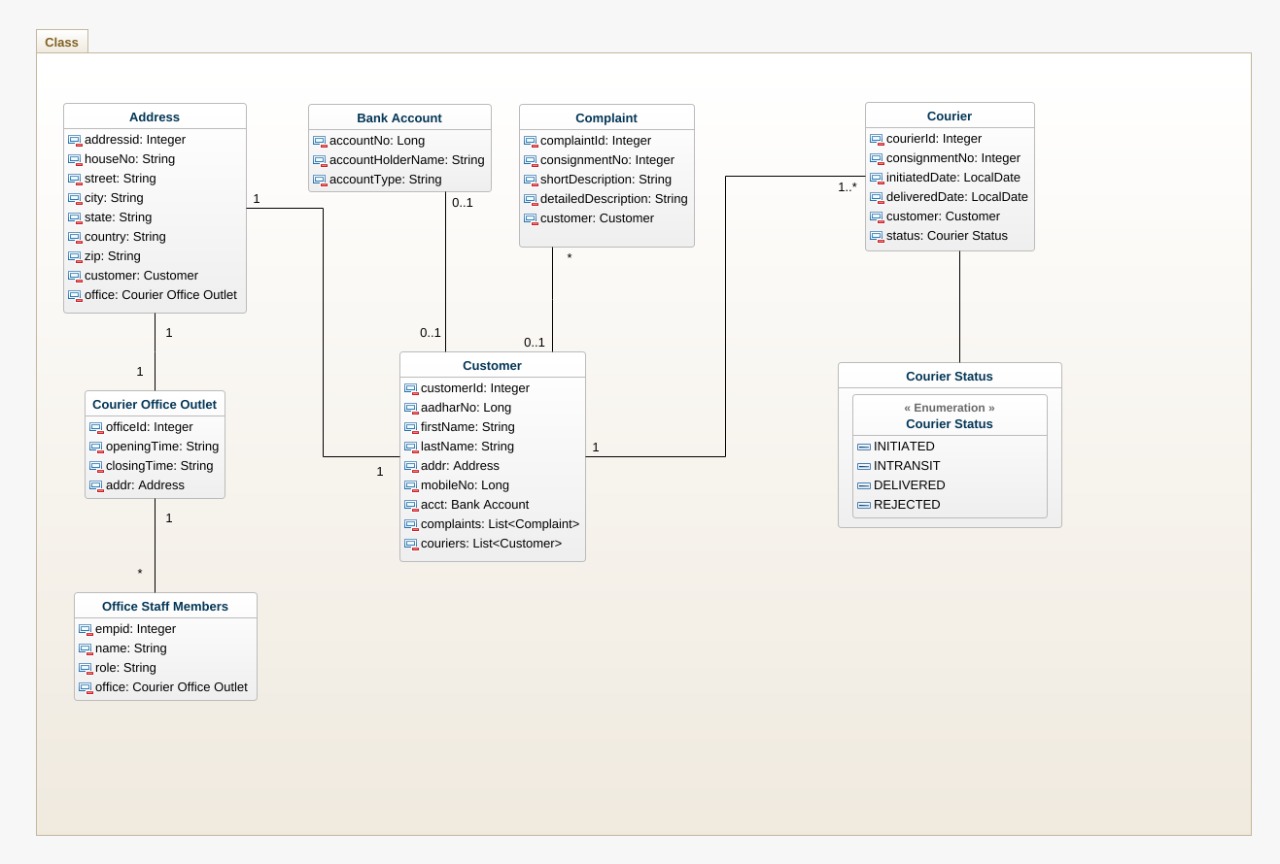 Class
Address
addressid: Integer
houseNo: String
street: String
city: String
state: String
country: String
zip: String
customer: Customer
office: Courier Office Outlet
Bank Account
accountNo: Long
accountHolderName: String
accountType: String
Complaint
complaintId: Integer
consignmentNo: Integer
shortDescription: String
detailedDescription: String
customer: Customer
Courier
courierId: Integer
consignmentNo: Integer
initiatedDate: LocalDate
deliveredDate: LocalDate
customer: Customer
status: Courier Status
1
0..1
*
1..*
1
1
0..1
0..1
Courier Office Outlet
officeId: Integer
openingTime: String
closingTime: String
addr: Address
Customer
customerId: Integer
aadharNo: Long
firstName: String
lastName: String
addr: Address
mobileNo: Long
acct: Bank Account
complaints: List<Complaint>
couriers: List<Customer>
1
1
Courier Status
« Enumeration »
Courier Status
INITIATED
INTRANSIT
DELIVERED
REJECTED
1
*
Office Staff Members
empid: Integer
name: String
role: String
office: Courier Office Outlet